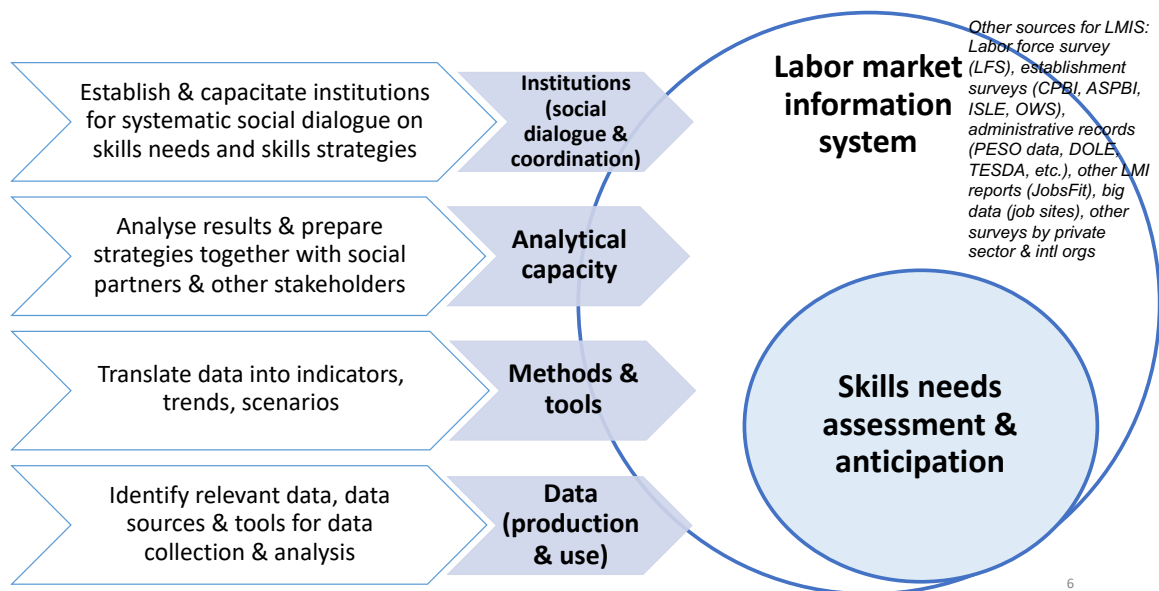 Establish & capacitate institutions
for systematic social dialogue on
skills needs and skills strategies
Institutions
(social
dialogue &
coordination)
Analyse results & prepare
strategies together with social
partners & other stakeholders
Analytical
capacity
Translate data into indicators,
trends, scenarios
Methods &
tools
Identify relevant data, data
sources & tools for data
collection & analysis
Data
(production
& use)
Labor market
information
system
Other sources for LMIS:
Labor force survey
(LFS), establishment
surveys (CPBI, ASPBI,
ISLE, OWS),
administrative records
(PESO data, DOLE,
TESDA, etc.), other LMI
reports (JobsFit), big
data (job sites), other
surveys by private
sector & intl orgs
Skills needs
assessment &
anticipation
6